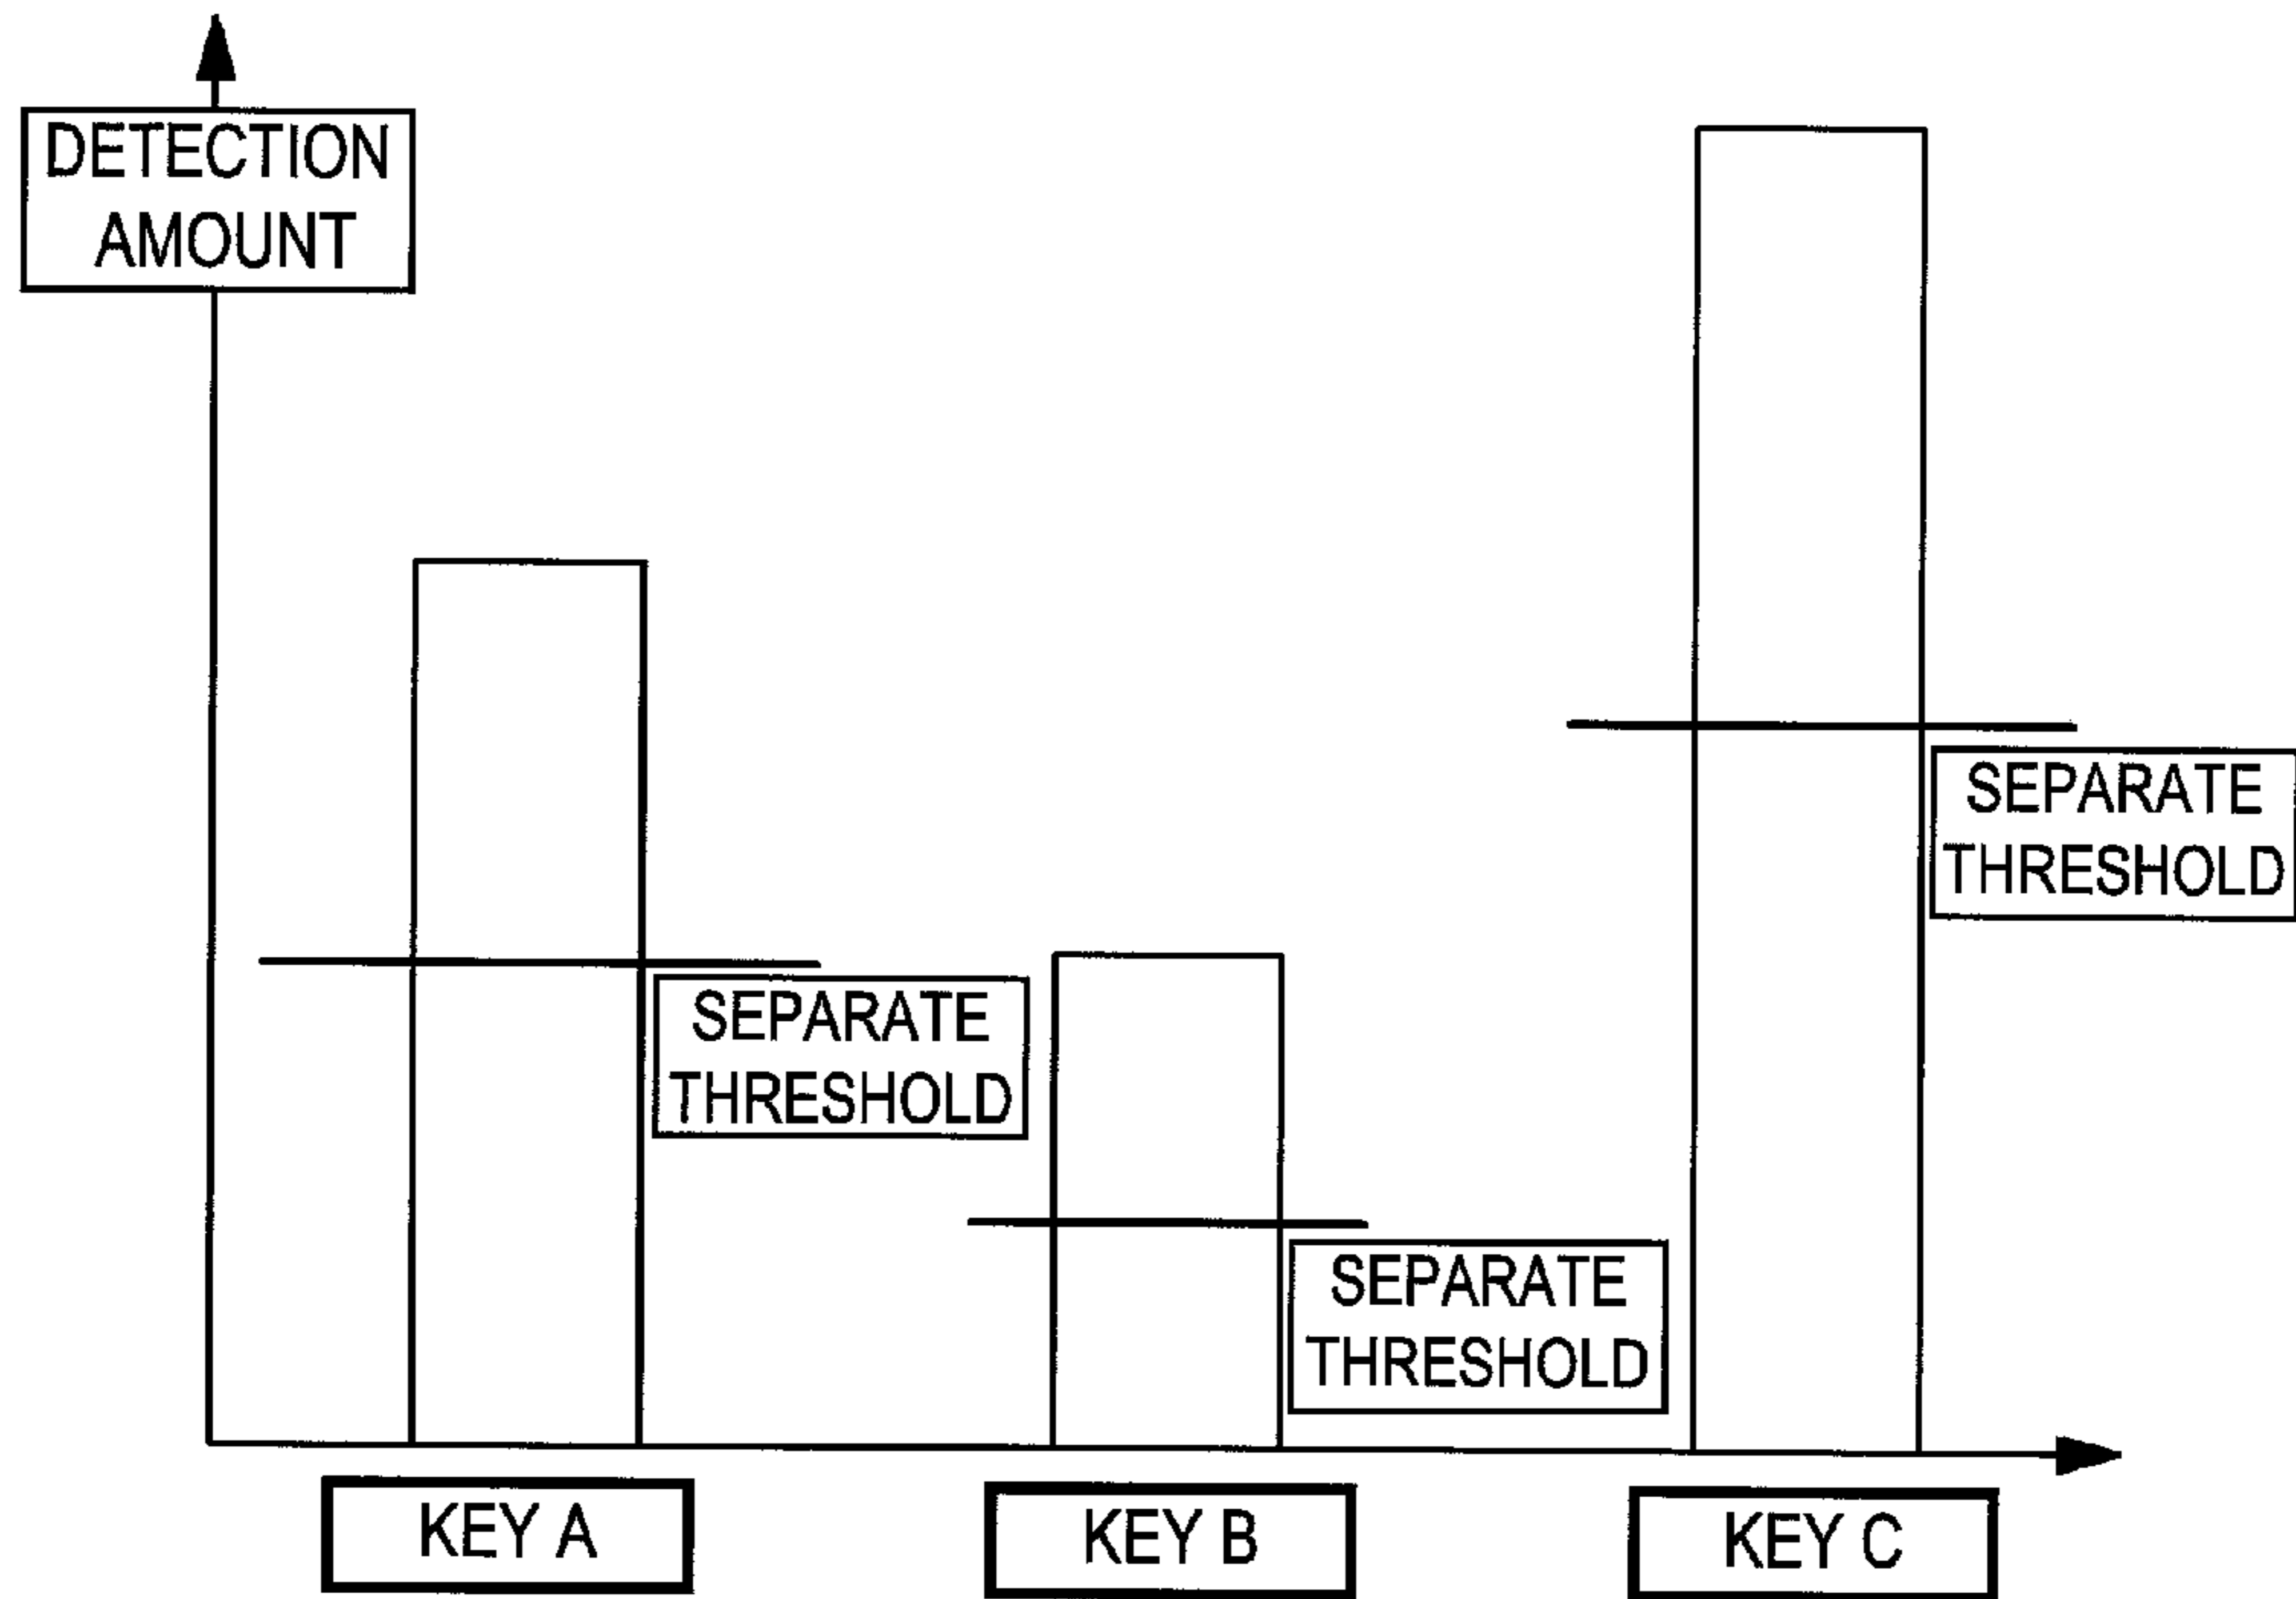 DETECTION
AMOUNT
SEPARATE
THRESHOLD
SEPARATE
THRESHOLD
SEPARATE
THRESHOLD
KEY A
KEY B
KEY C